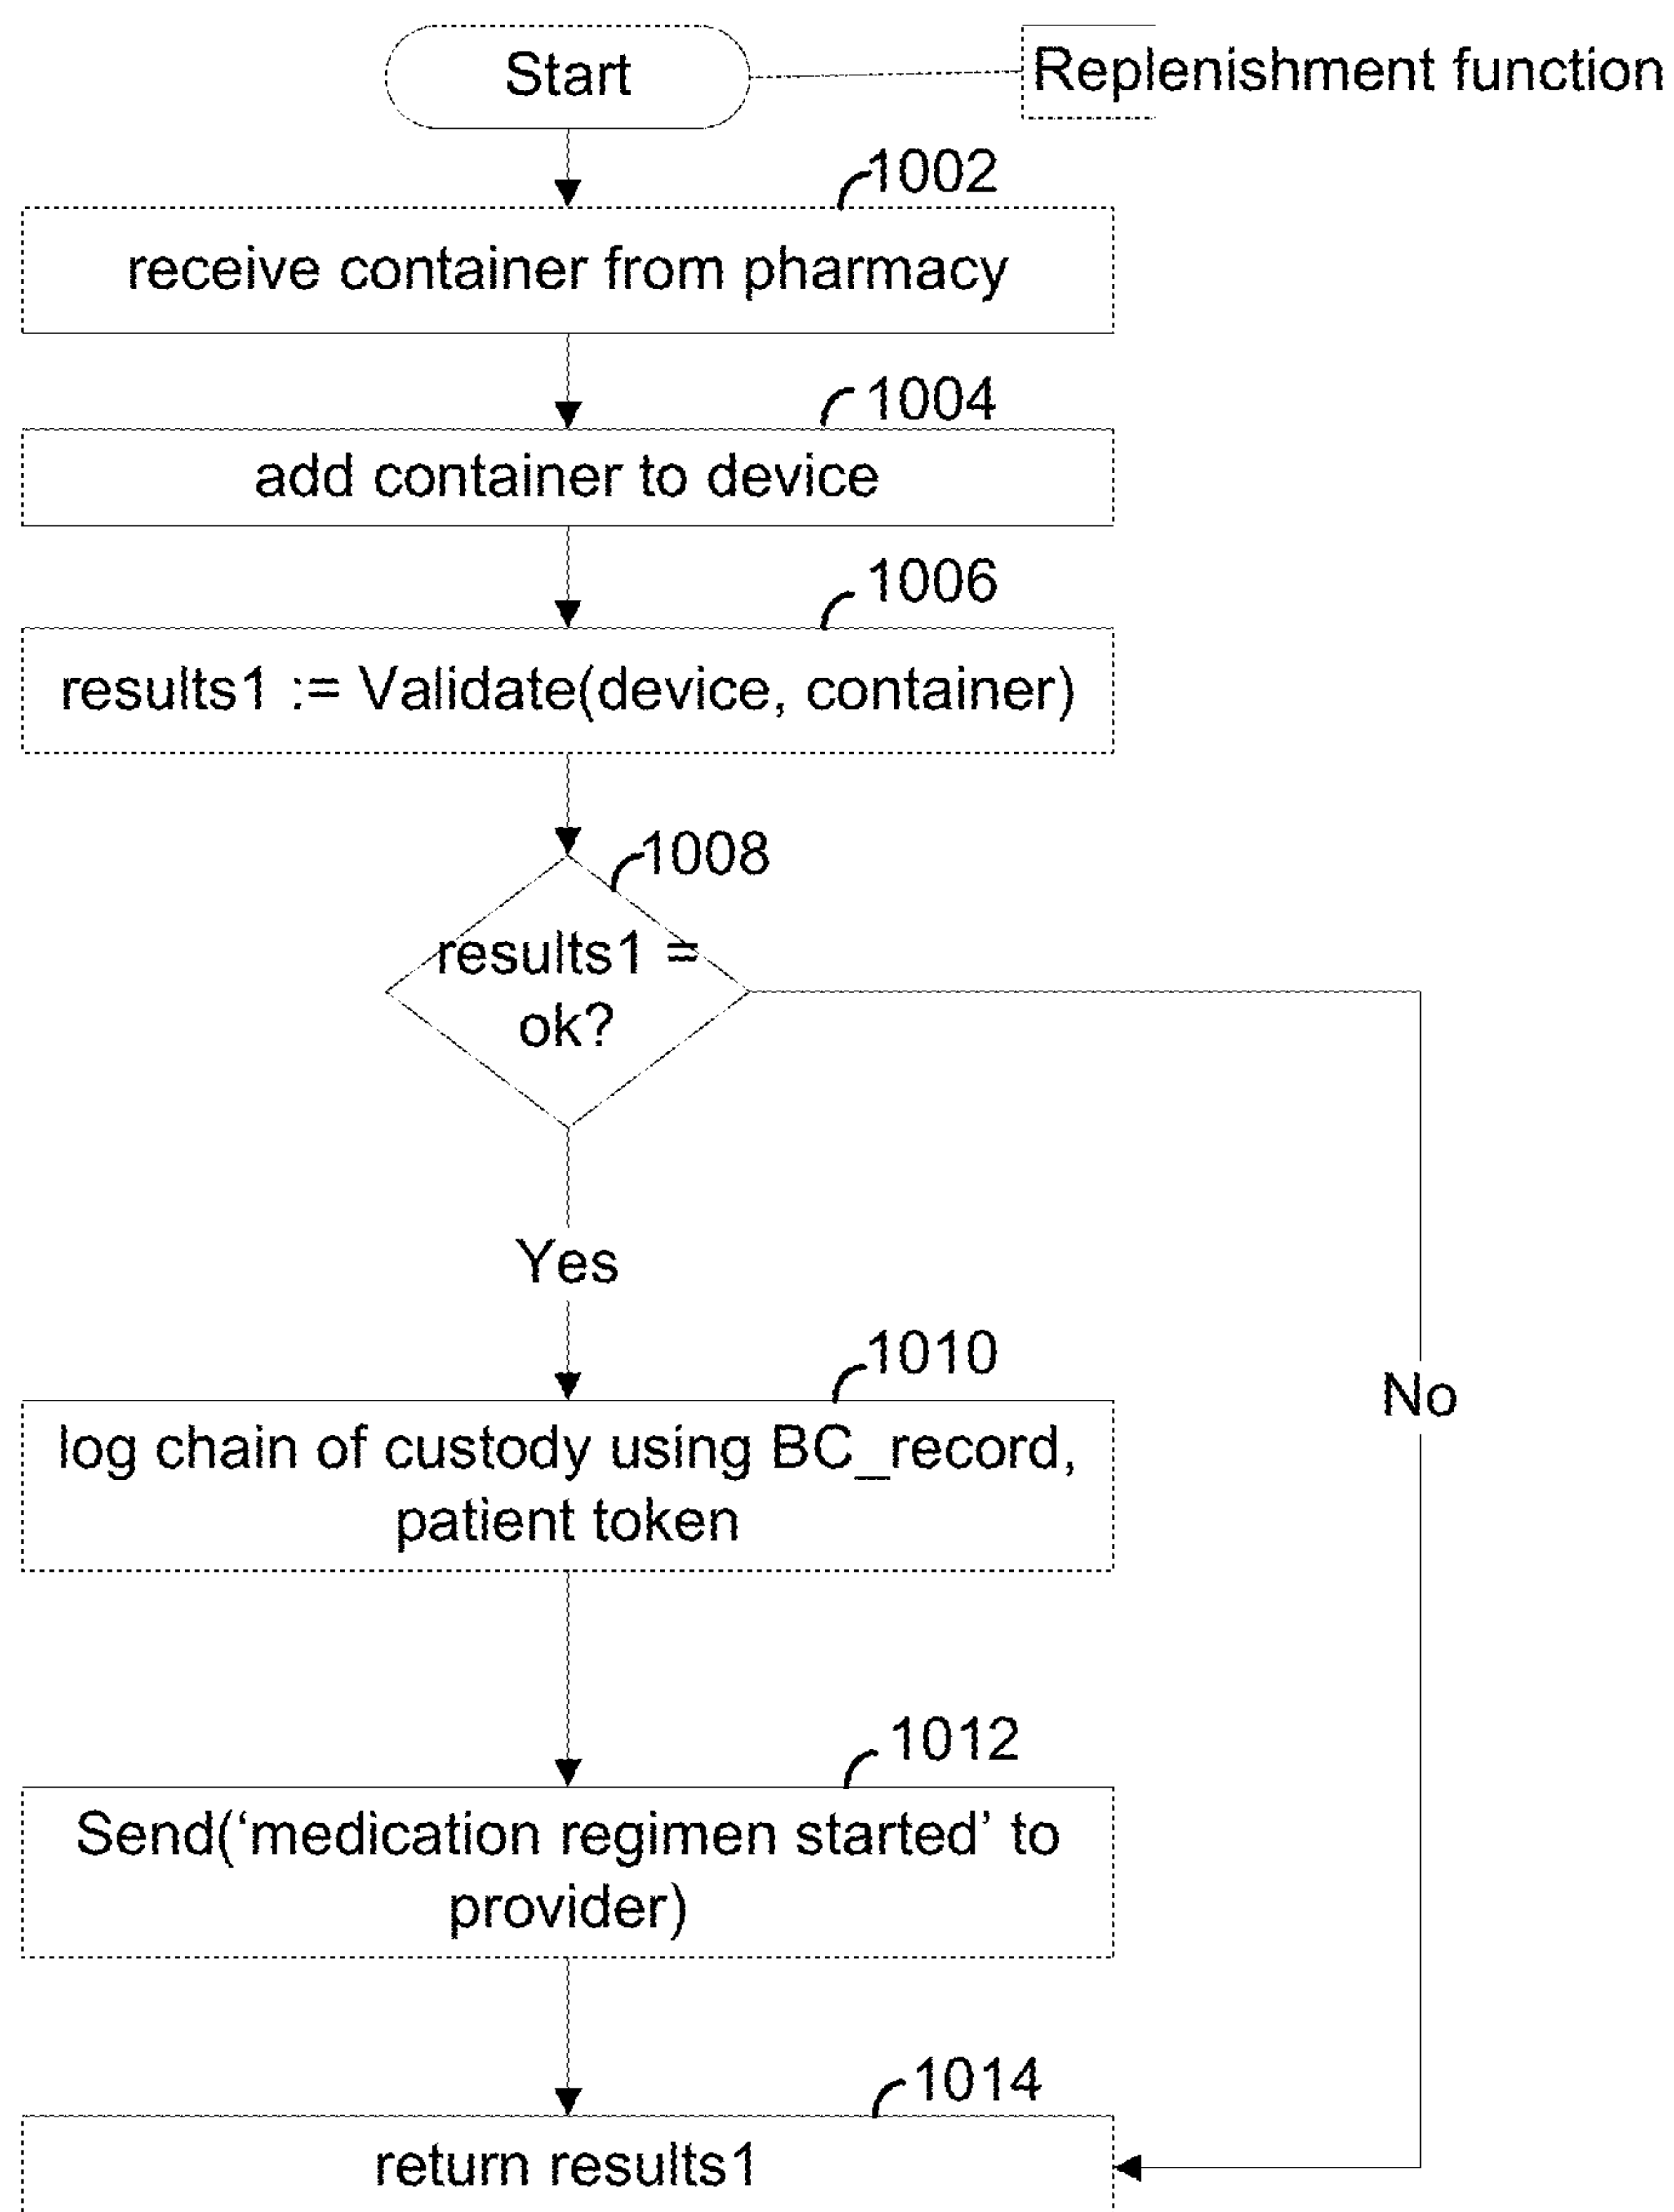 Start
Replenishment function
1002
receive container from pharmacy
1004
add container to device
1006
results1 := Validate(device, container)
1008
results1 =
ok?
Yes
No
1010
log chain of custody using BC_record,
patient token
1012
Send(‘medication regimen started’ to
provider)
1014
return results1